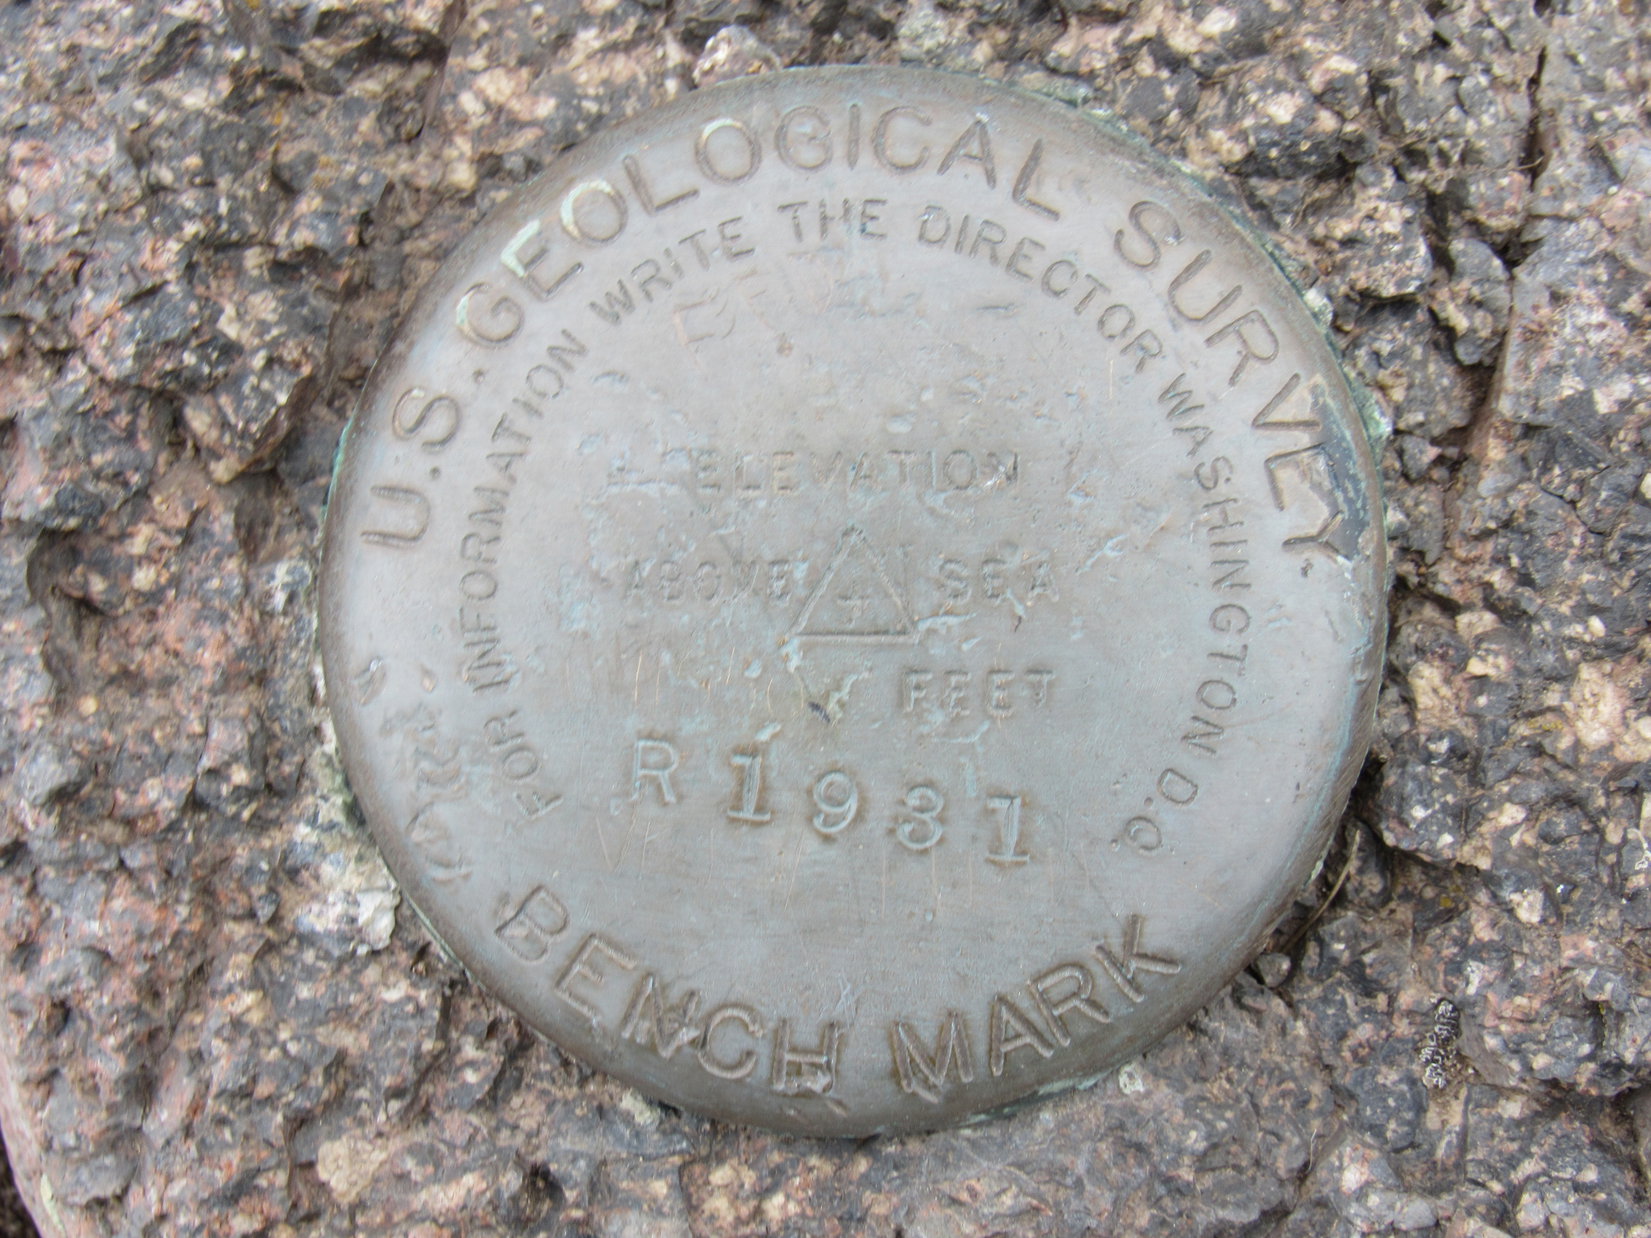 U.S. GEOLOGICAL SURVEY.
FOR INFORMATION WRITE THE DIRECTOR WASHINGTON D.C.
ELEVATION
ABOVE SEA
FEET
R 1931
BENCH MARK